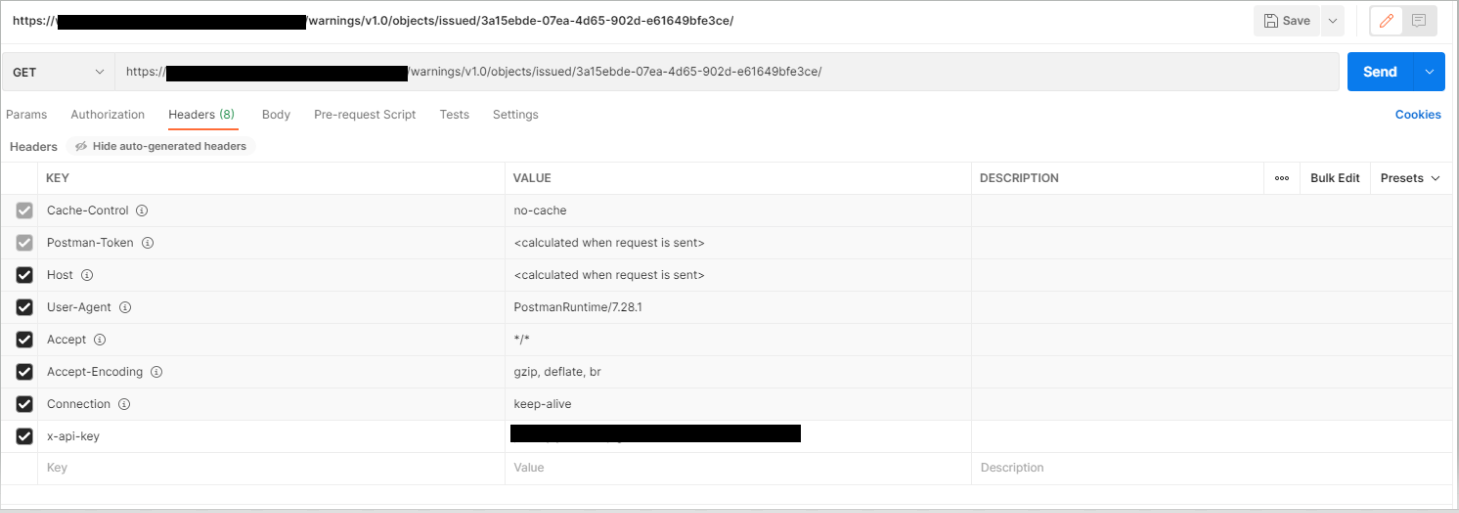 https:// /warnings/v1.0/objects/issued/3a15ebde-07ea-4d65-902d-e61649bfe3ce/ Save
GET https:// /warnings/v1.0/objects/issued/3a15ebde-07ea-4d65-902d-e61649bfe3ce/ Send
Params Authorization Headers (8) Body Pre-request Script Tests Settings Cookies
Headers Hide auto-generated headers
KEY VALUE DESCRIPTION ooo Bulk Edit Presets
Cache-Control no-cache
Postman-Token <calculated when request is sent>
Host <calculated when request is sent>
User-Agent PostmanRuntime/7.28.1
Accept */*
Accept-Encoding gzip, deflate, br
Connection keep-alive
x-api-key
Key Value Description